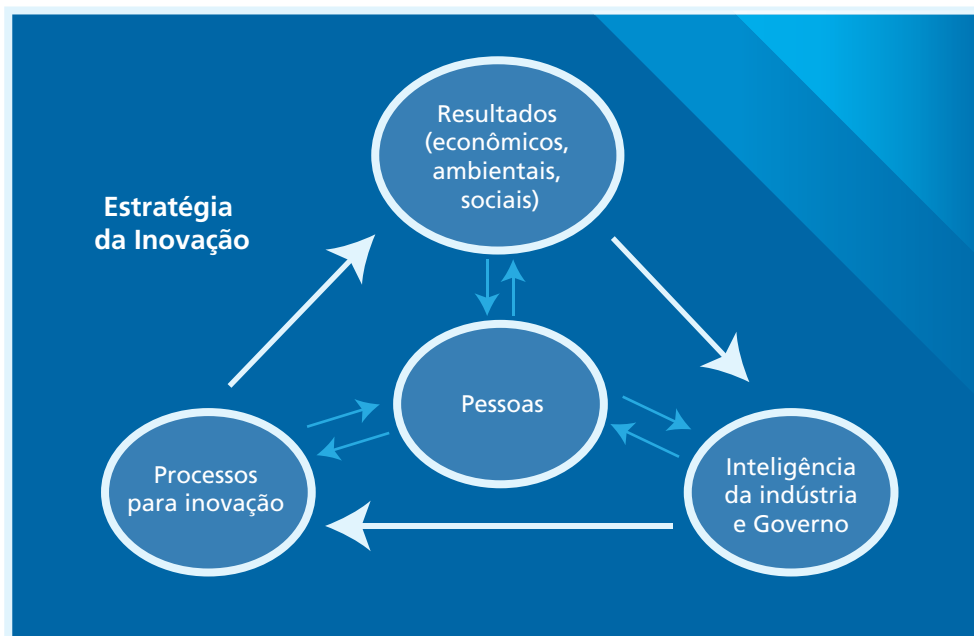 Resultados
(econômicos,
ambientais,
sociais)
Estratégia
da Inovação
Pessoas
Processos
para inovação
Inteligência
da indústria
e Governo